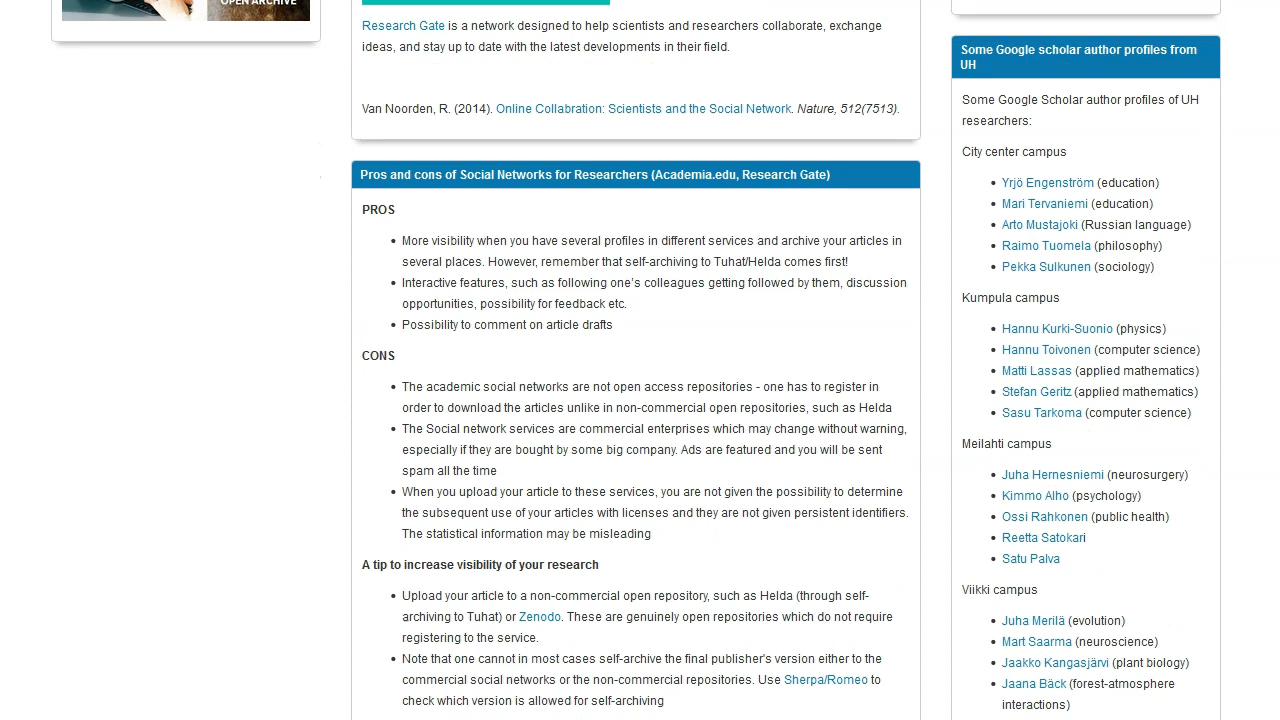 OPEN ARCHIVE
Research Gate is a network designed to help scientists and researchers collaborate, exchange
ideas, and stay up to date with the latest developments in their field.
Van Noorden, R. (2014). Online Collabration: Scientists and the Social Network. Nature, 512(7513).
Pros and cons of Social Networks for Researchers (Academia.edu, Research Gate)
PROS
• More visibility when you have several profiles in different services and archive your articles in
several places. However, remember that self-archiving to Tuhat/Helda comes first!
• Interactive features, such as following one's colleagues getting followed by them, discussion
opportunities, possibility for feedback etc.
• Possibility to comment on article drafts
CONS
• The academic social networks are not open access repositories - one has to register in
order to download the articles unlike in non-commercial open repositories, such as Helda
• The Social network services are commercial enterprises which may change without warning,
especially if they are bought by some big company. Ads are featured and you will be sent
spam all the time
• When you upload your article to these services, you are not given the possibility to determine
the subsequent use of your articles with licenses and they are not given persistent identifiers.
The statistical information may be misleading
A tip to increase visibility of your research
• Upload your article to a non-commercial open repository, such as Helda (through self-
archiving to Tuhat) or Zenodo. These are genuinely open repositories which do not require
registering to the service.
• Note that one cannot in most cases self-archive the final publisher's version either to the
commercial social networks or the non-commercial repositories. Use Sherpa/Romeo to
check which version is allowed for self-archiving
Some Google scholar author profiles from
UH
Some Google Scholar author profiles of UH
researchers:
City center campus
• Yrjö Engenström (education)
• Mari Tervaniemi (education)
• Arto Mustajoki (Russian language)
• Raimo Tuomela (philosophy)
• Pekka Sulkunen (sociology)
Kumpula campus
• Hannu Kurki-Suonio (physics)
• Hannu Toivonen (computer science)
• Matti Lassas (applied mathematics)
• Stefan Geritz (applied mathematics)
• Sasu Tarkoma (computer science)
Meilahti campus
• Juha Hernesniemi (neurosurgery)
• Kimmo Alho (psychology)
• Ossi Rahkonen (public health)
• Reetta Satokari
• Satu Palva
Viikki campus
• Juha Merilä (evolution)
• Mart Saarma (neuroscience)
• Jaakko Kangasjärvi (plant biology)
• Jaana Bäck (forest-atmosphere
interactions)